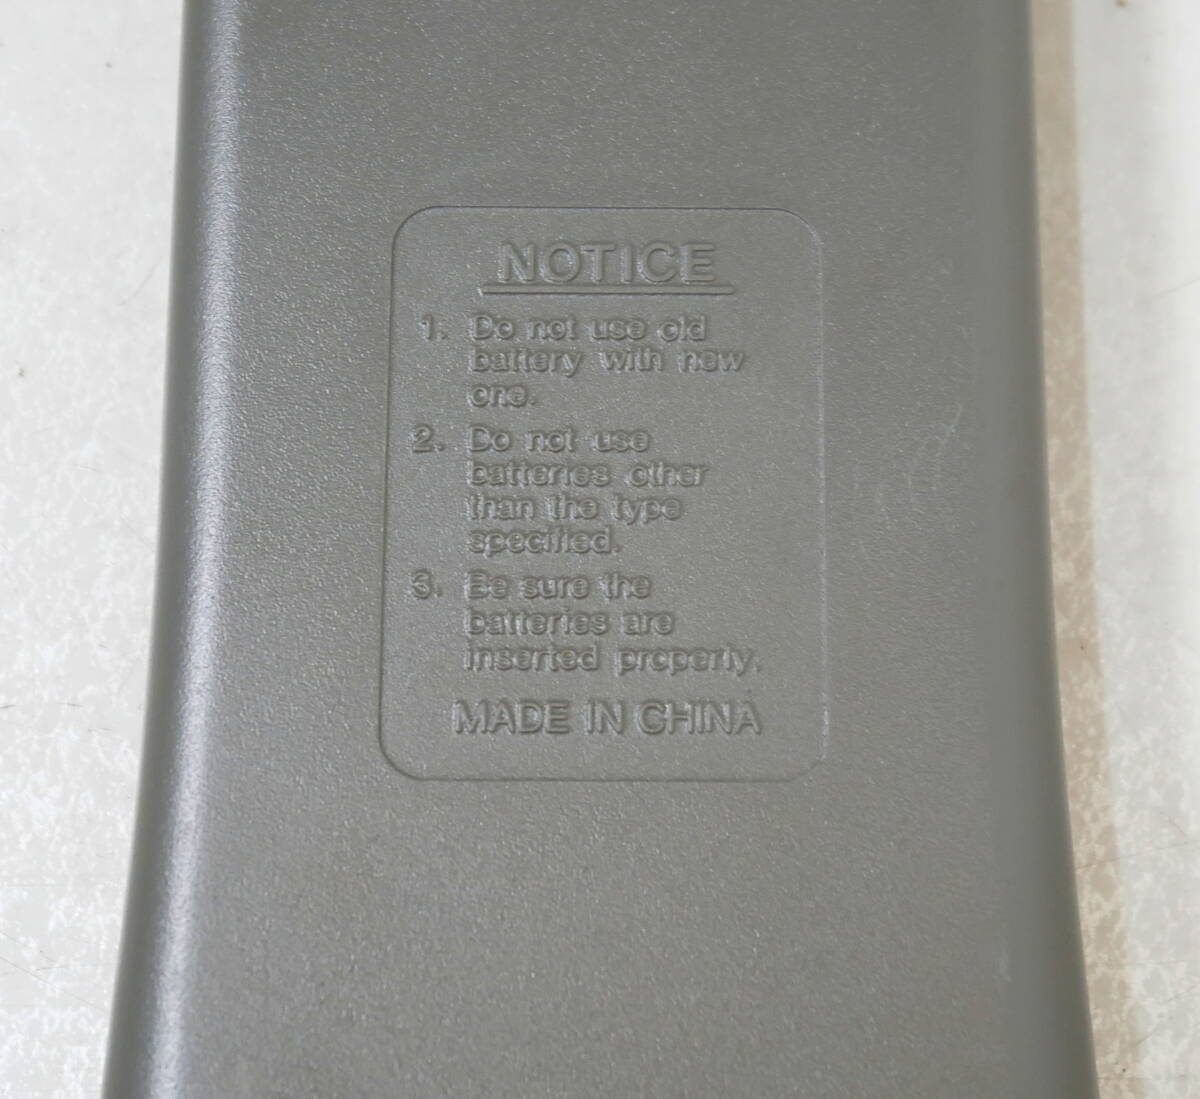 NOTICE
1. Do not use old
battery with new
one.
2. Do not use
batteries other
than the type
specified.
3. Be sure the
batteries are
inserted properly.
MADE IN CHINA